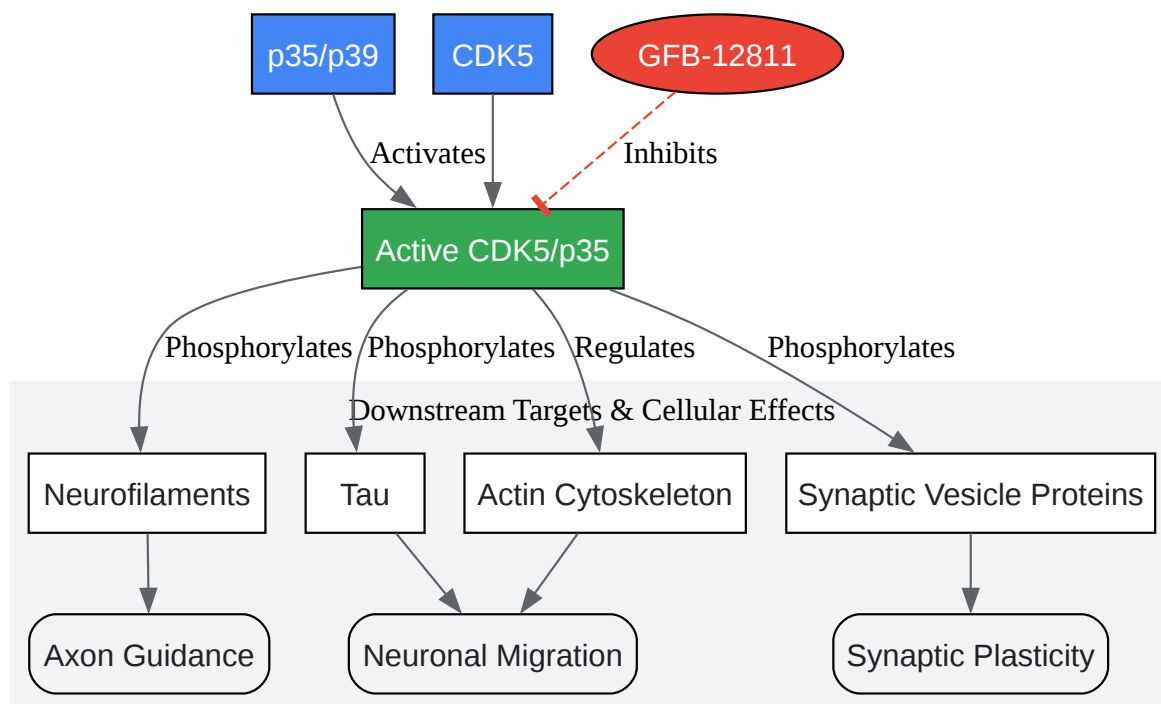 p35/p39
CDK5
GFB-12811
Activates
Inhibits
Active CDK5/p35
Phosphorylates
Phosphorylates
Regulates
Phosphorylates
Downstream Targets & Cellular Effects
Neurofilaments
Tau
Actin Cytoskeleton
Synaptic Vesicle Proteins
Axon Guidance
Neuronal Migration
Synaptic Plasticity